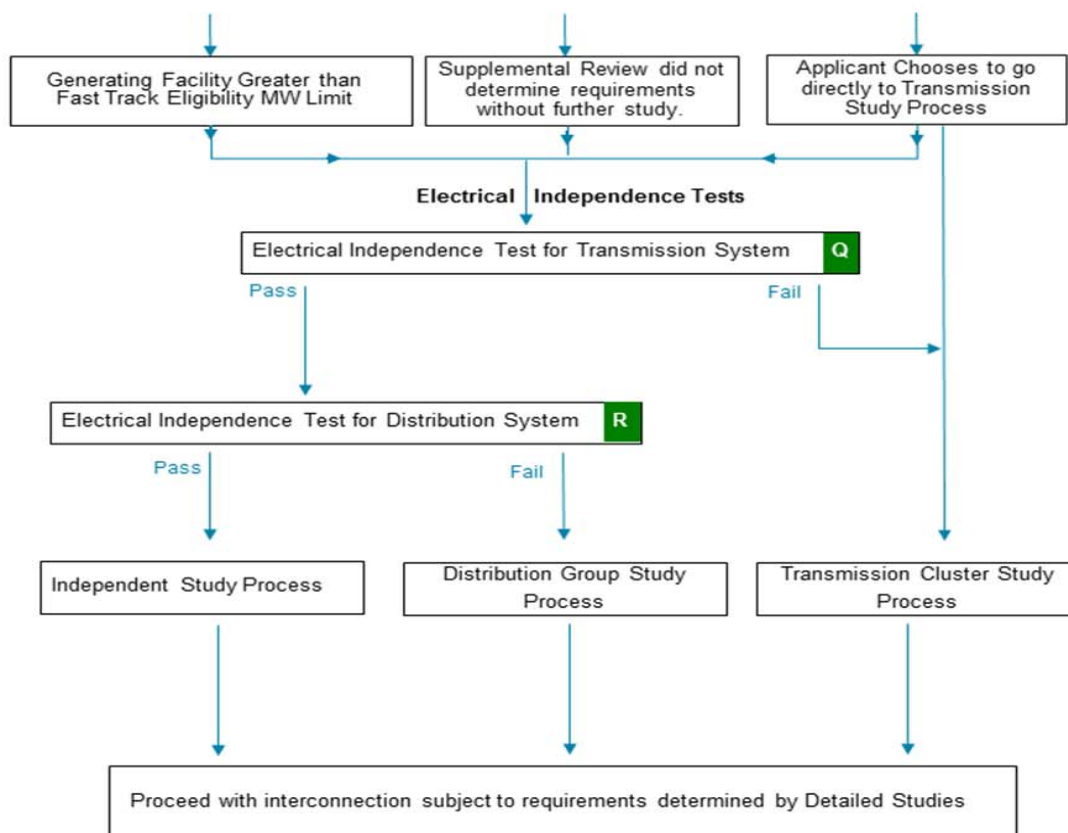 Generating Facility Greater than
Fast Track Eligibility MW Limit
Supplemental Review did not
determine requirements
without further study.
Applicant Chooses to go
directly to Transmission
Study Process
Electrical Independence Tests
Electrical Independence Test for Transmission System Q
Pass
Fail
Electrical Independence Test for Distribution System R
Pass
Fail
Independent Study Process
Distribution Group Study
Process
Transmission Cluster Study
Process
Proceed with interconnection subject to requirements determined by Detailed Studies